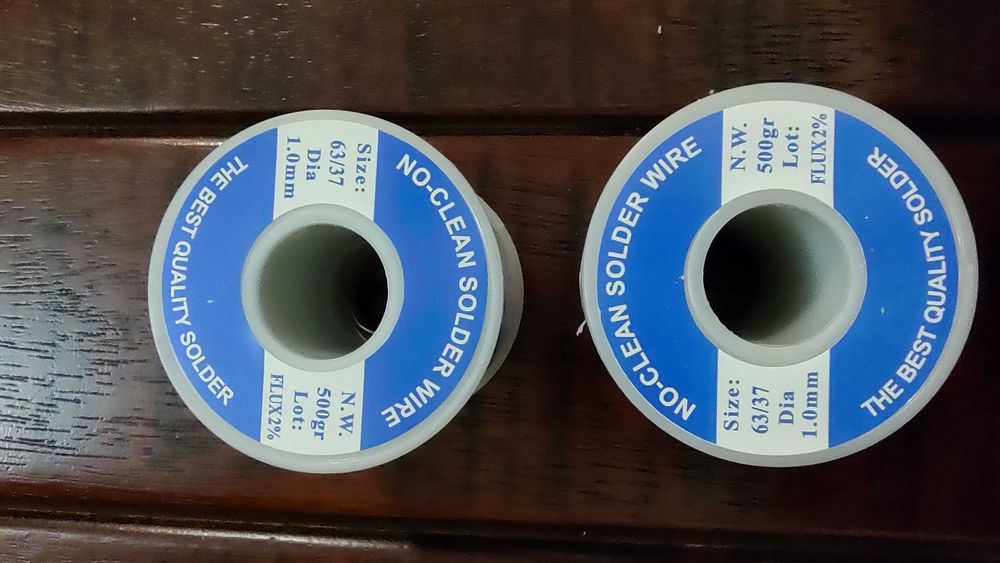 NO-CLEAN SOLDER WIRE
Size:
63/37
Dia
1.0mm
N.W.
500gr
Lot:
FLUX2%
THE BEST QUALITY SOLDER
NO-CLEAN SOLDER WIRE
N.W.
500gr
Lot:
FLUX2%
Size:
63/37
Dia
1.0mm
THE BEST QUALITY SOLDER